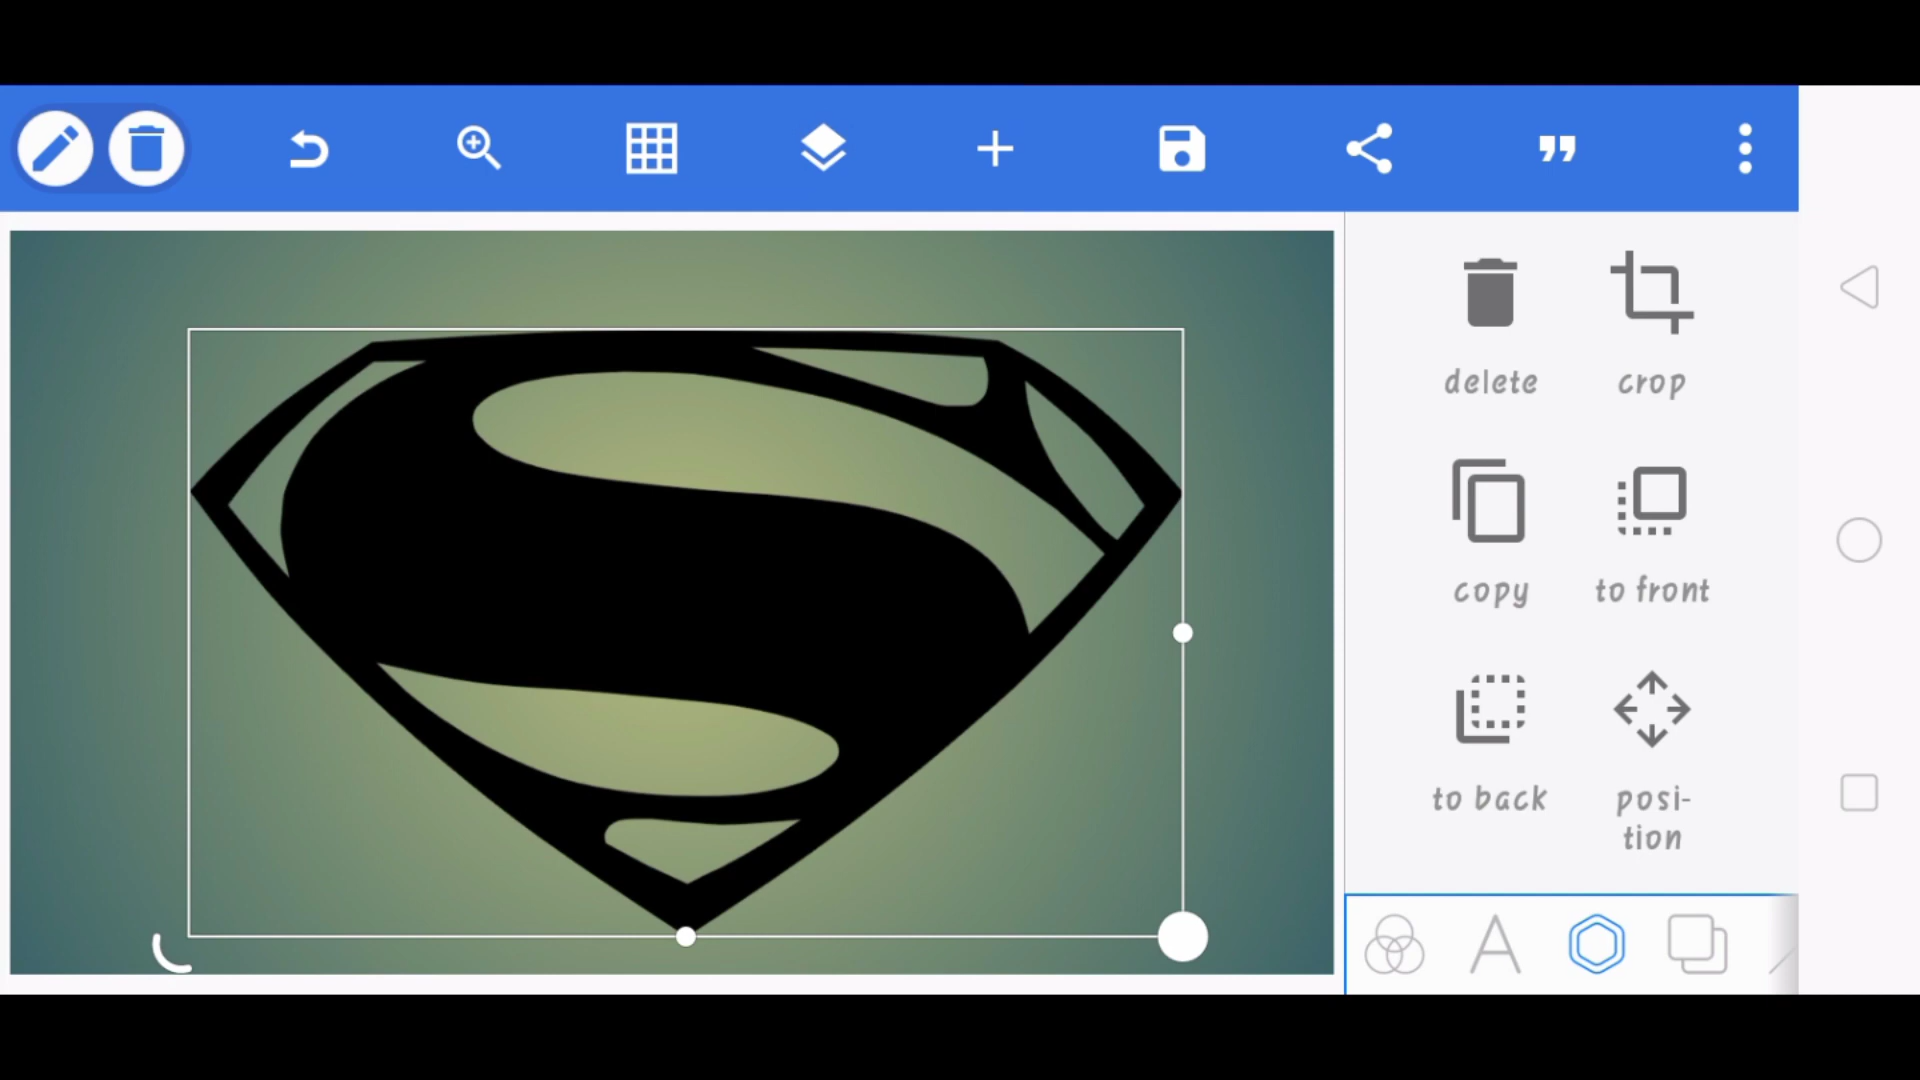 delete
crop
copy
to front
to back
posi-
tion